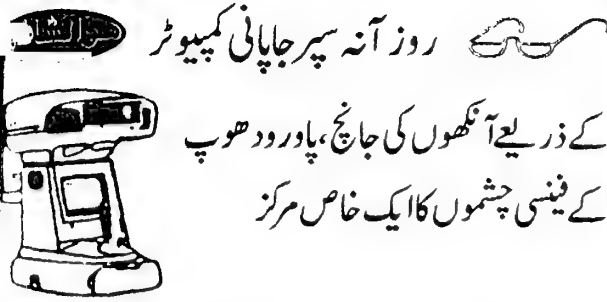 روز آنہ سپر جاپانی کمپیوٹر
کے ذریعے آنکھوں کی جانچ، پاور و دھوپ
کے فینسی چشموں کا ایک خاص مرکز